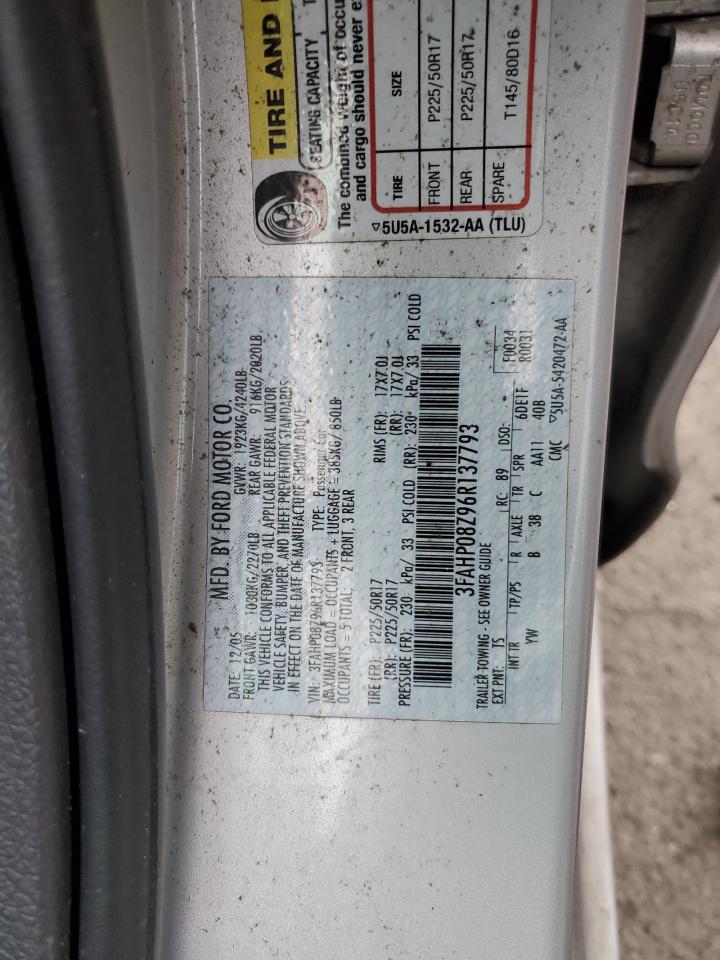 TIRE AND
SEATING CAPACITY
The combined weight of occu
and cargo should never e
TIRE SIZE
FRONT P225/50R17
REAR P225/50R17
SPARE T145/80D16
5U5A-1532-AA (TLU)
MFD. BY FORD MOTOR CO.
DATE: 12/05 GVWR: 1923KG/4240LB
FRONT GAWR: 1030KG/2270LB REAR GAWR: 916KG/2020LB
THIS VEHICLE CONFORMS TO ALL APPLICABLE FEDERAL MOTOR
VEHICLE SAFETY, BUMPER, AND THEFT PREVENTION STANDARDS
IN EFFECT ON THE DATE OF MANUFACTURE SHOWN ABOVE.
VIN: 3FAHP08Z96R137793 TYPE: Passenger Car
MAXIMUM LOAD = OCCUPANTS + LUGGAGE = 385KG/ 850LB
OCCUPANTS = 5 TOTAL; 2 FRONT, 3 REAR
TIRE (FR): P225/50R17 RIMS (FR): 17X7.0J
(RR): P225/50R17 (RR): 17X7.0J
PRESSURE (FR): 230 kPa/ 33 PSI COLD (RR): 230 kPa/ 33 PSI COLD
3FAHP08Z96R137793
TRAILER TOWING - SEE OWNER GUIDE
EXT PNT: TS RC: 89 DSO: F0034
R0031
INT TR TP/PS R AXLE TR SPR 6DE1F
YW B 38 C AA11 40B
CMC 5U5A-5420472-AA